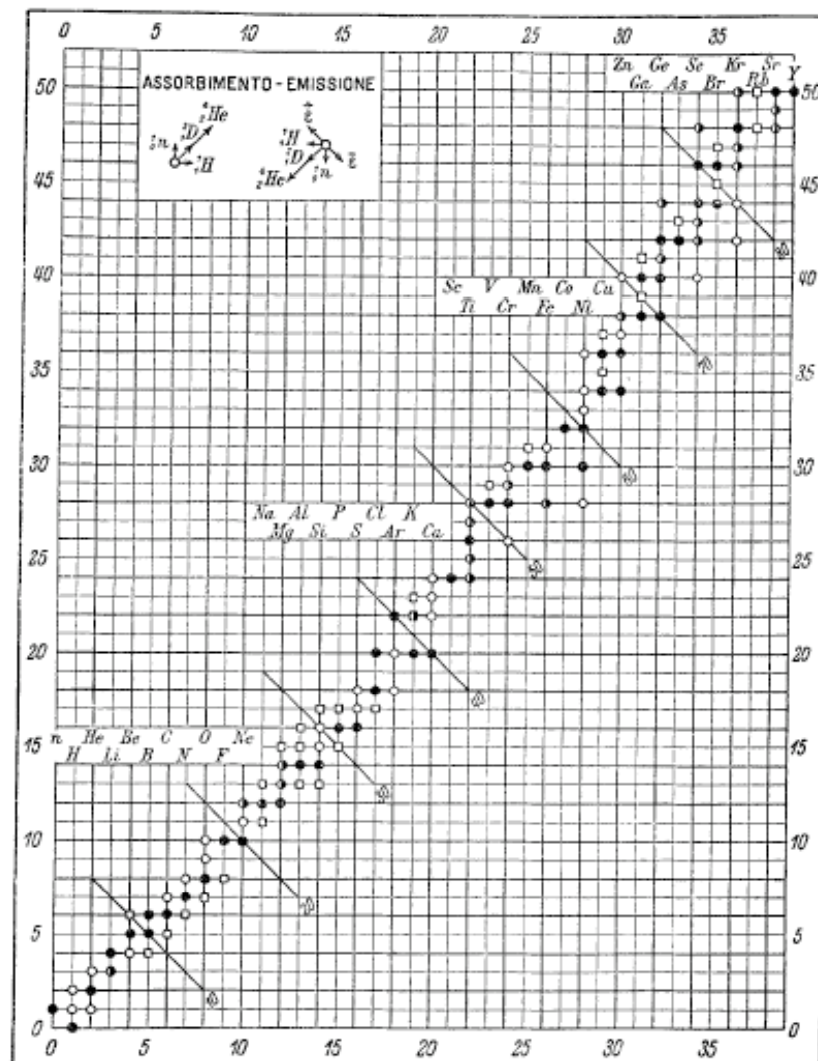 5 10 15 20 25 30 35
Zn Ge Se Kr Sr
Ga As Br Rb Y
ASSORBIMENTO - EMISSIONE
He
D
n
H
ε
H
D
He
n
ε
Sc V Mn Co Cu
Ti Cr Fe Ni
Na Al P Cl K
Mg Si S Ar Ca
n He Be C O Ne
H Li B N F
50 50
45 45
40 40
35 35
30 30
25 25
20 20
15 15
10 10
5 5
0 0
0 5 10 15 20 25 30 35